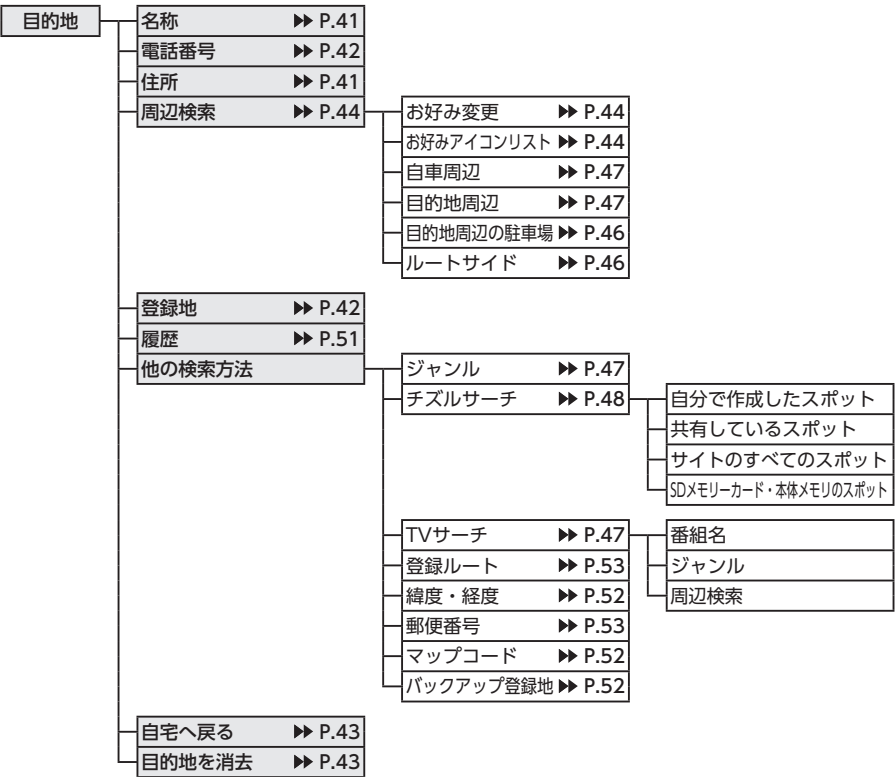 目的地
名称 ▶▶ P.41
電話番号 ▶▶ P.42
住所 ▶▶ P.41
周辺検索 ▶▶ P.44
お好み変更 ▶▶ P.44
お好みアイコンリスト ▶▶ P.44
自車周辺 ▶▶ P.47
目的地周辺 ▶▶ P.47
目的地周辺の駐車場 ▶▶ P.46
ルートサイド ▶▶ P.46
登録地 ▶▶ P.42
履歴 ▶▶ P.51
他の検索方法
ジャンル ▶▶ P.47
チズルサーチ ▶▶ P.48
自分で作成したスポット
共有しているスポット
サイトのすべてのスポット
SDメモリーカード・本体メモリのスポット
TVサーチ ▶▶ P.47
番組名
ジャンル
周辺検索
登録ルート ▶▶ P.53
緯度・経度 ▶▶ P.52
郵便番号 ▶▶ P.53
マップコード ▶▶ P.52
バックアップ登録地 ▶▶ P.52
自宅へ戻る ▶▶ P.43
目的地を消去 ▶▶ P.43